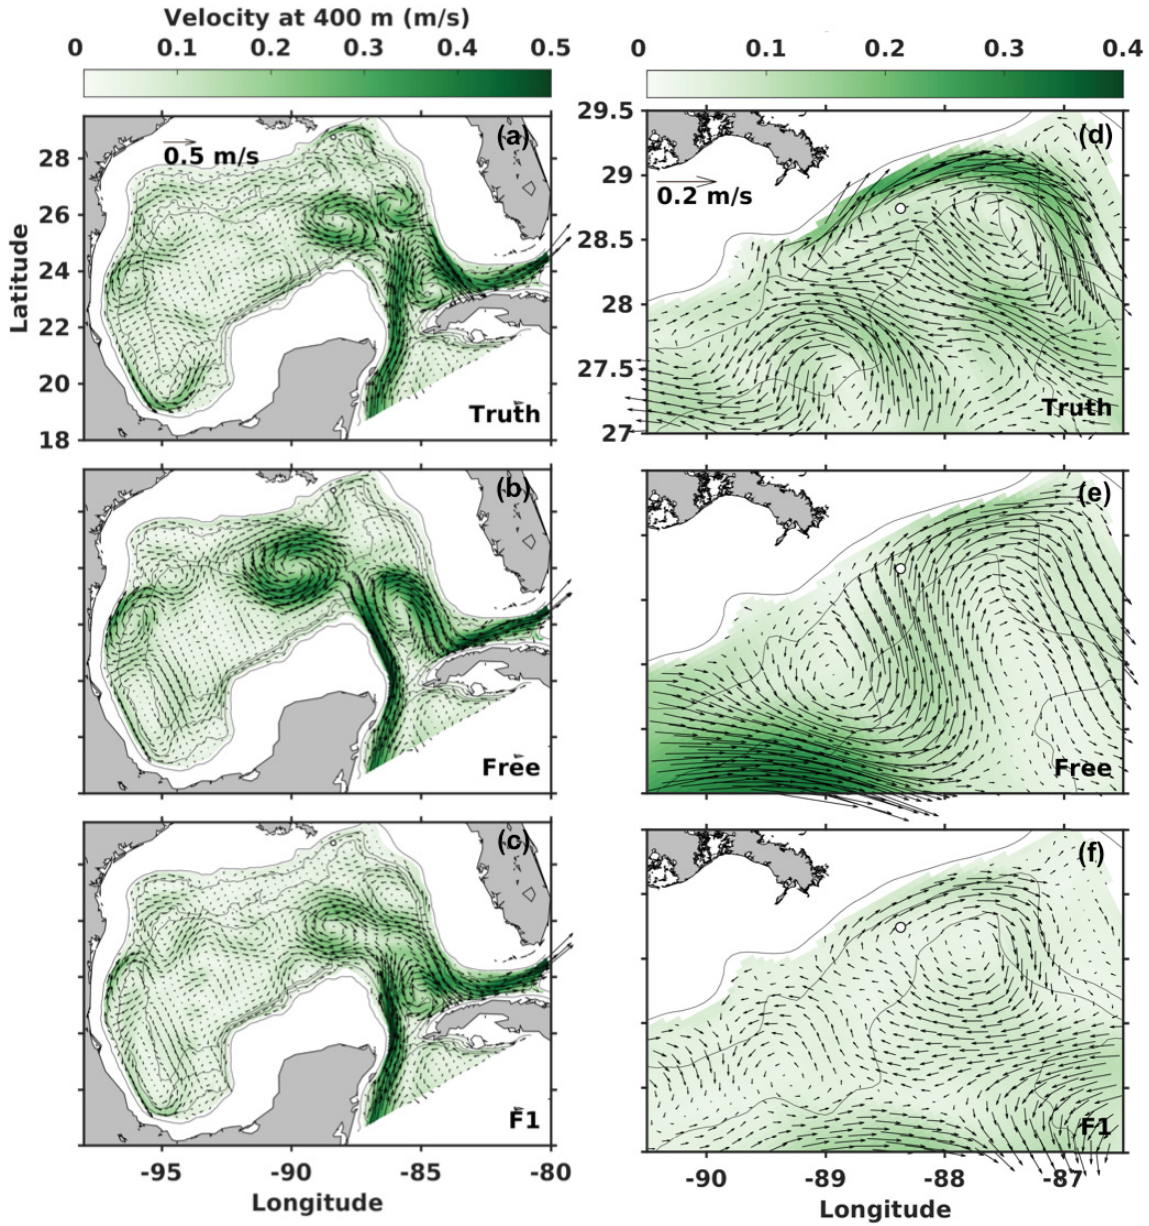 Velocity at 400 m (m/s)
0 0.1 0.2 0.3 0.4 0.5
0 0.1 0.2 0.3 0.4
(a)
0.5 m/s
28
26
24
22
20
18
Latitude
Truth
(d)
0.2 m/s
29.5
29
28.5
28
27.5
27
Truth
(b)
Free
(e)
Free
(c)
F1
-95 -90 -85 -80
Longitude
(f)
F1
-90 -89 -88 -87
Longitude